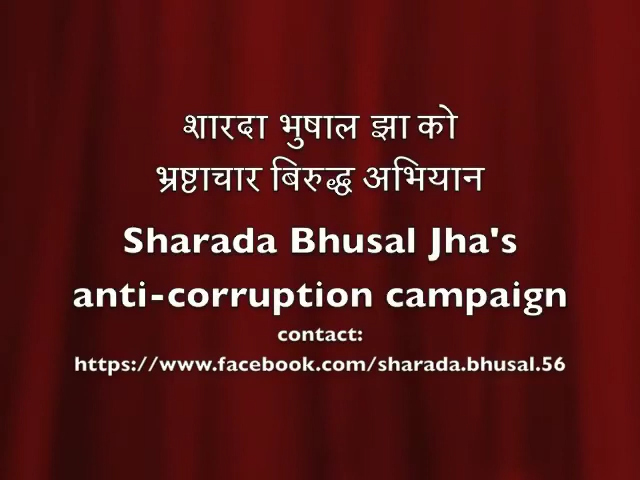 शारदा भुषाल झा को
भ्रष्टाचार बिरुद्ध अभियान
Sharada Bhusal Jha's
anti-corruption campaign
contact:
https://www.facebook.com/sharada.bhusal.56